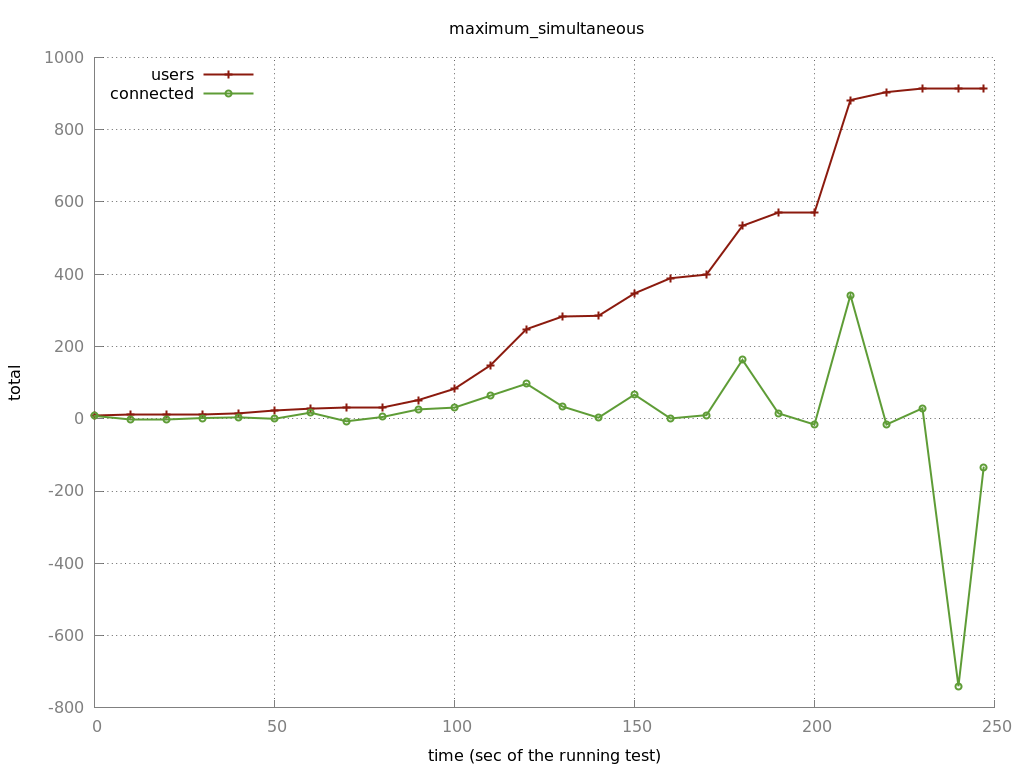 maximum_simultaneous
users
connected
1000
800
600
400
200
0
-200
-400
-600
-800
total
0 50 100 150 200 250
time (sec of the running test)